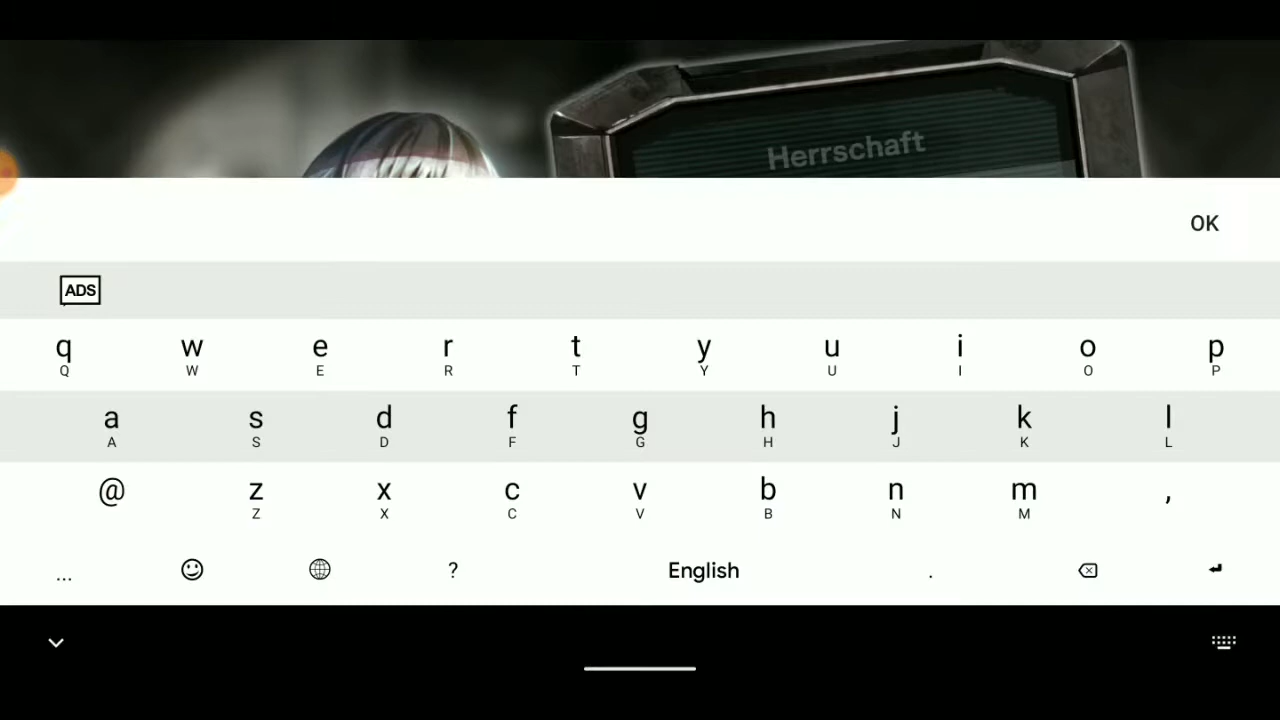 Herrschaft
OK
ADS
q w e r t y u i o p
Q W E R T Y U I O P
a s d f g h j k l
A S D F G H J K L
@ z x c v b n m ,
Z X C V B N M
... ? English .